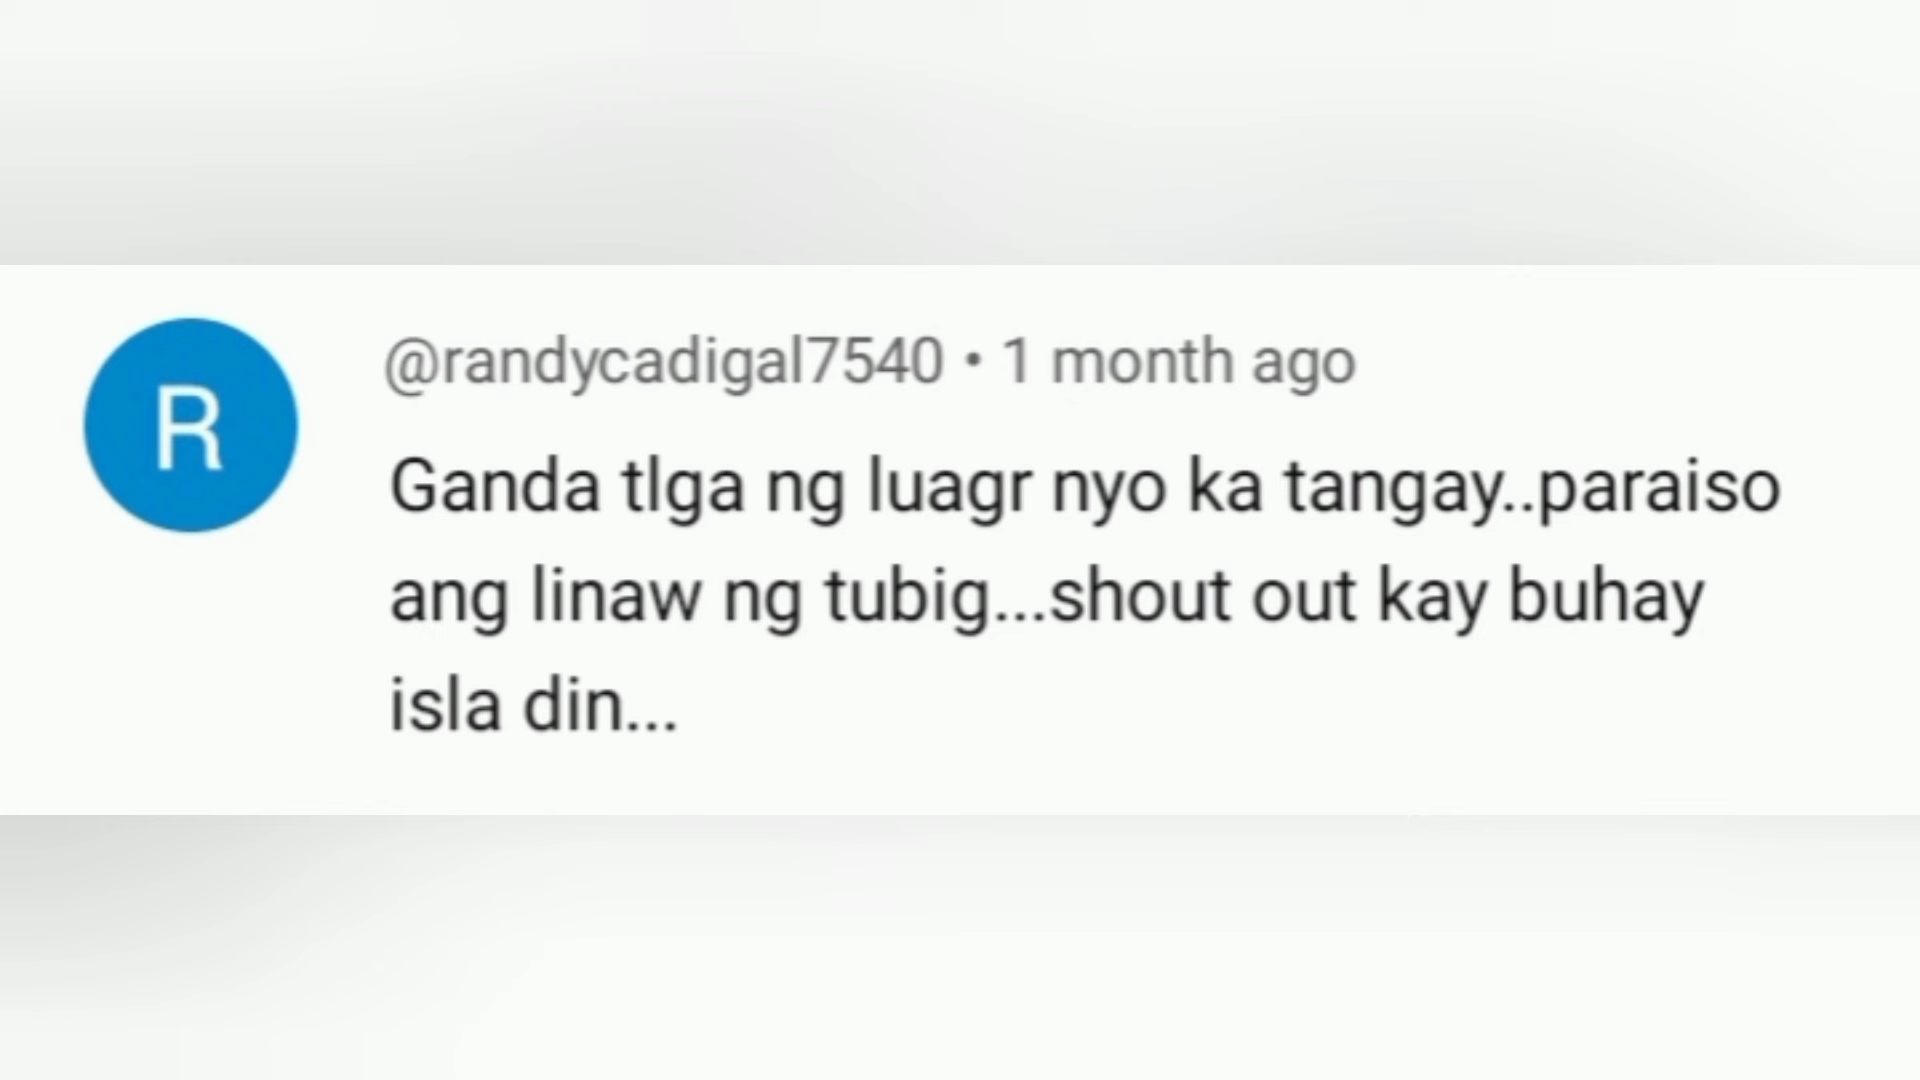 R
@randycadigal7540 • 1 month ago
Ganda tlga ng luagr nyo ka tangay..paraiso
ang linaw ng tubig...shout out kay buhay
isla din...